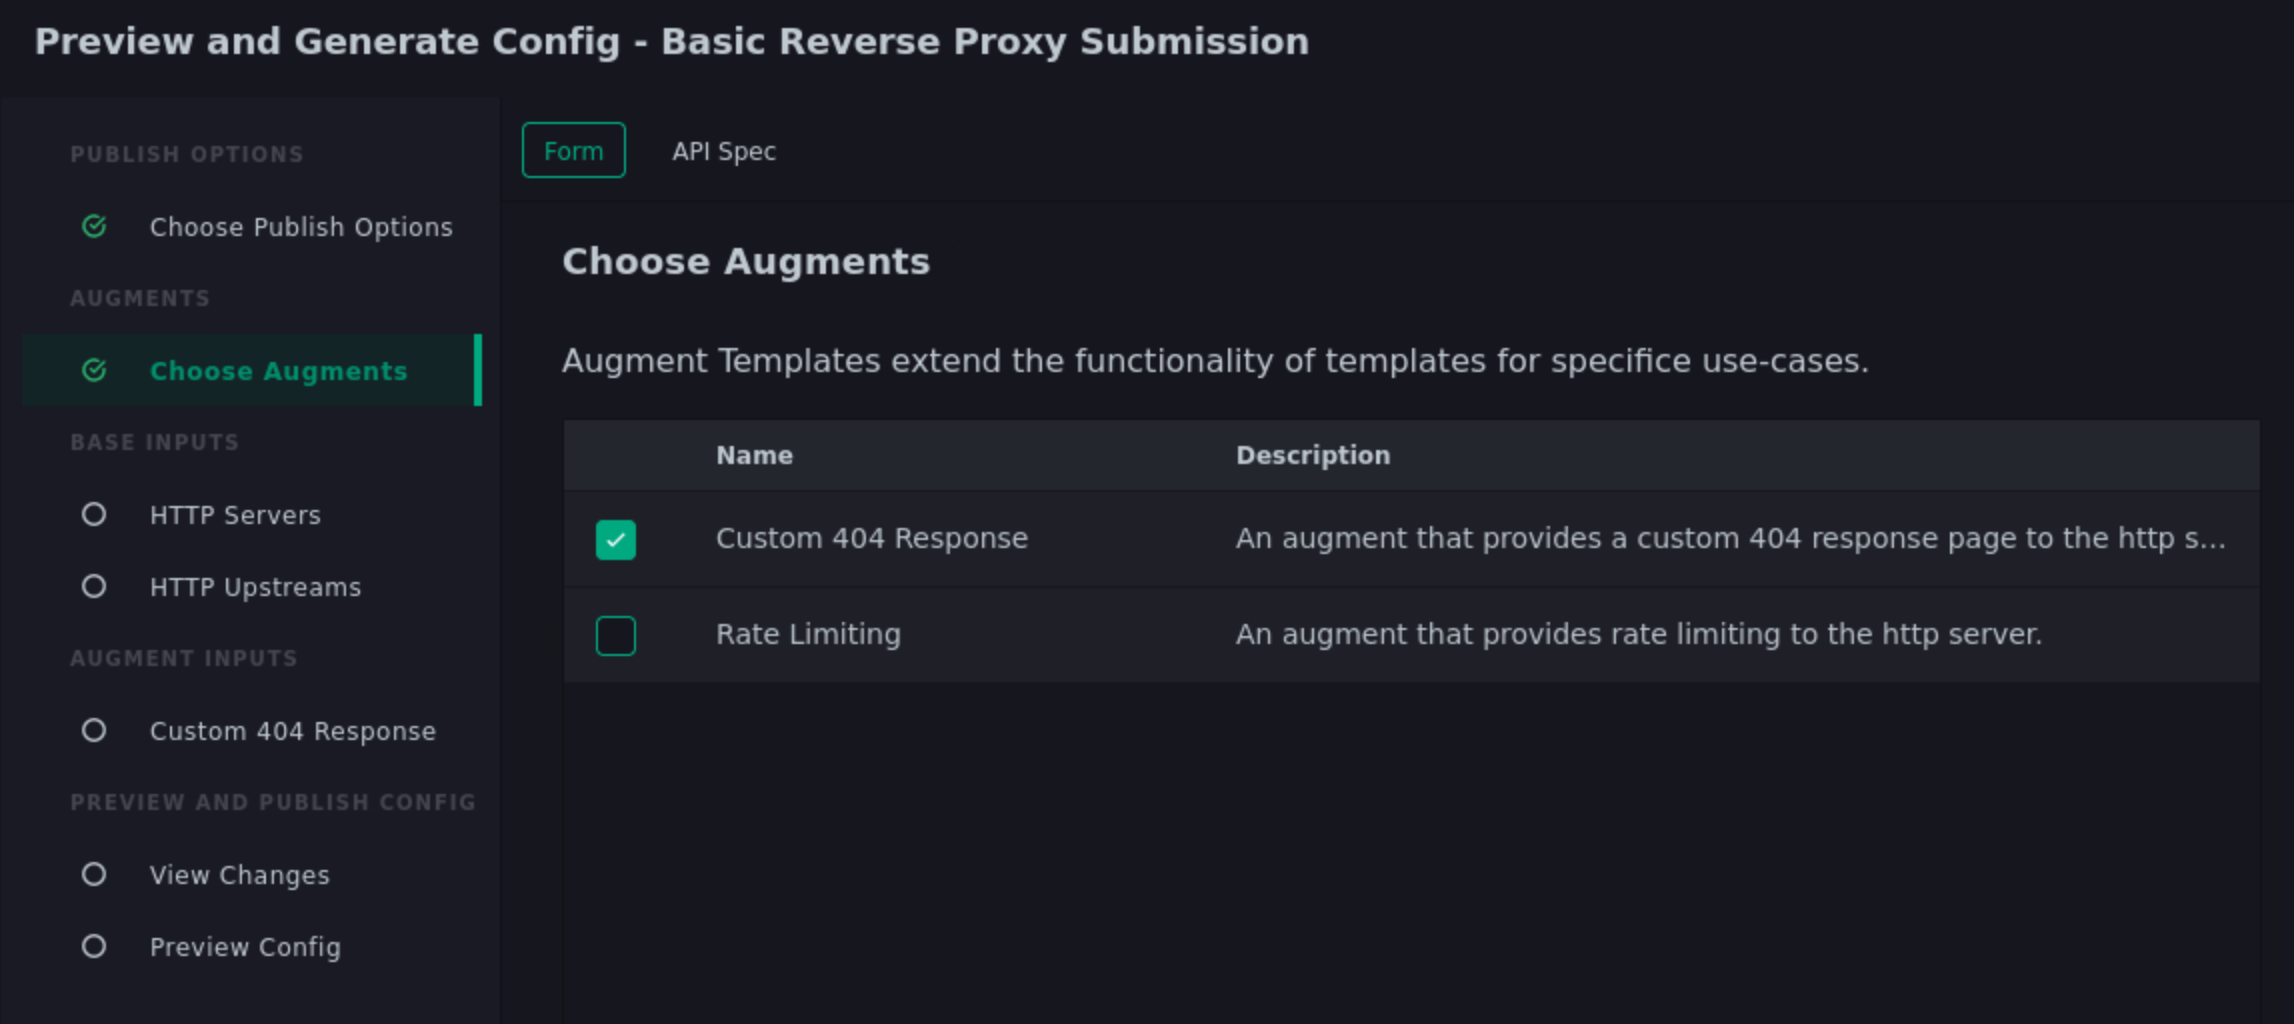 Preview and Generate Config - Basic Reverse Proxy Submission
PUBLISH OPTIONS
Choose Publish Options
AUGMENTS
Choose Augments
BASE INPUTS
HTTP Servers
HTTP Upstreams
AUGMENT INPUTS
Custom 404 Response
PREVIEW AND PUBLISH CONFIG
View Changes
Preview Config
Form API Spec
Choose Augments
Augment Templates extend the functionality of templates for specifice use-cases.
Name Description
Custom 404 Response An augment that provides a custom 404 response page to the http s...
Rate Limiting An augment that provides rate limiting to the http server.